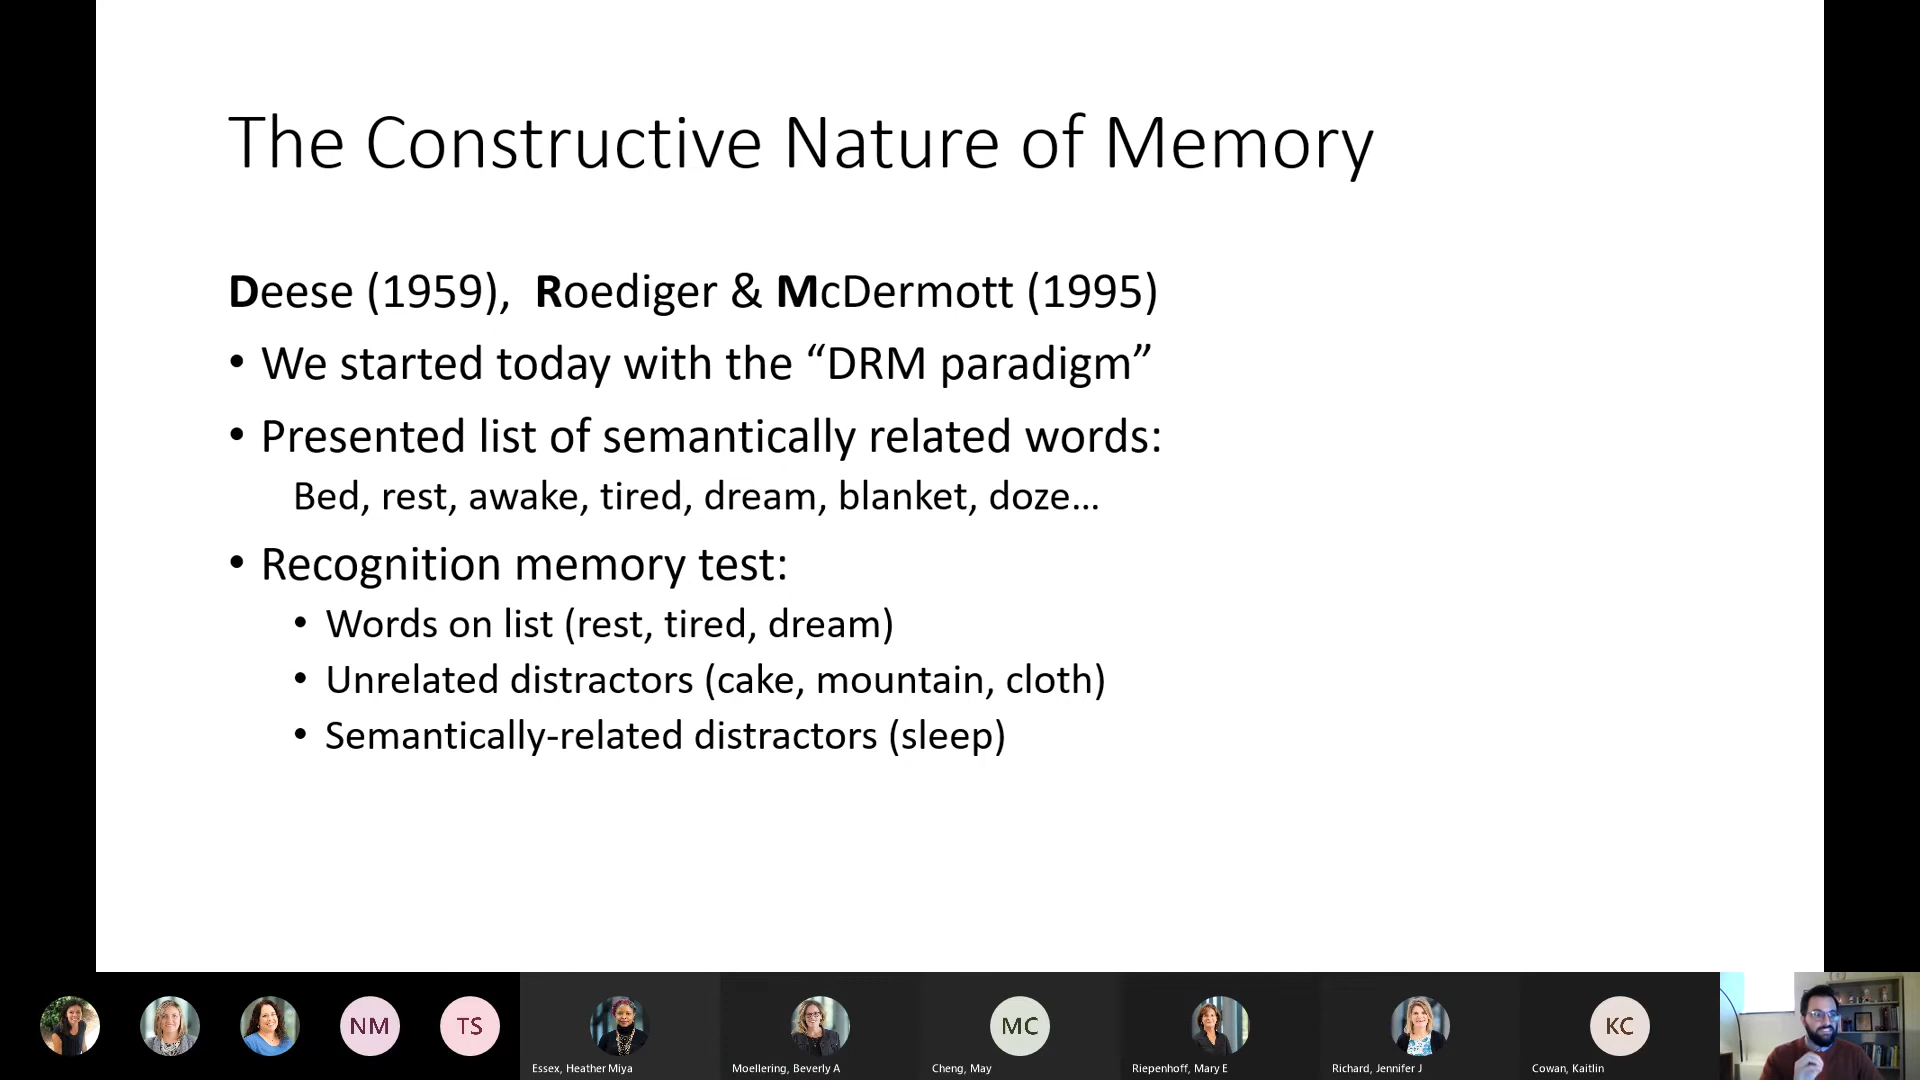 The Constructive Nature of Memory
Deese (1959),  Roediger & McDermott (1995)
• We started today with the “DRM paradigm”
• Presented list of semantically related words:
Bed, rest, awake, tired, dream, blanket, doze…
• Recognition memory test:
• Words on list (rest, tired, dream)
• Unrelated distractors (cake, mountain, cloth)
• Semantically-related distractors (sleep)
NM
TS
MC
KC
Essex, Heather Miya
Moellering, Beverly A
Cheng, May
Riepenhoff, Mary E
Richard, Jennifer J
Cowan, Kaitlin